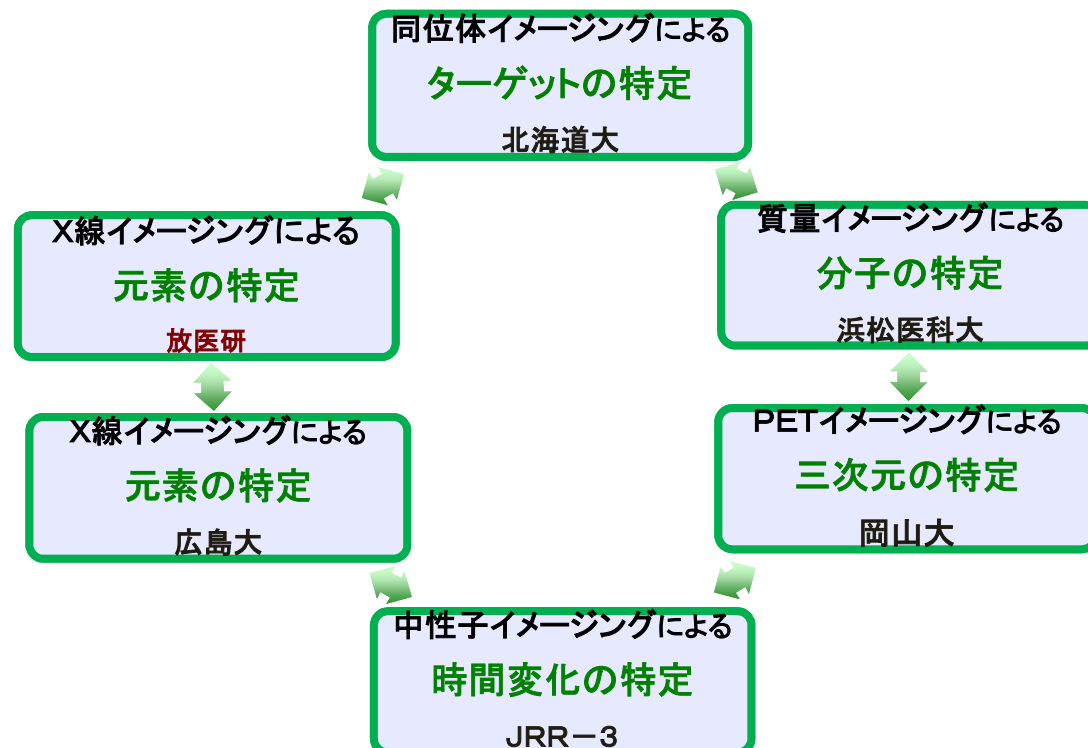 同位体イメージングによる
ターゲットの特定
北海道大
X線イメージングによる
元素の特定
放医研
質量イメージングによる
分子の特定
浜松医科大
X線イメージングによる
元素の特定
広島大
PETイメージングによる
三次元の特定
岡山大
中性子イメージングによる
時間変化の特定
JRR－3